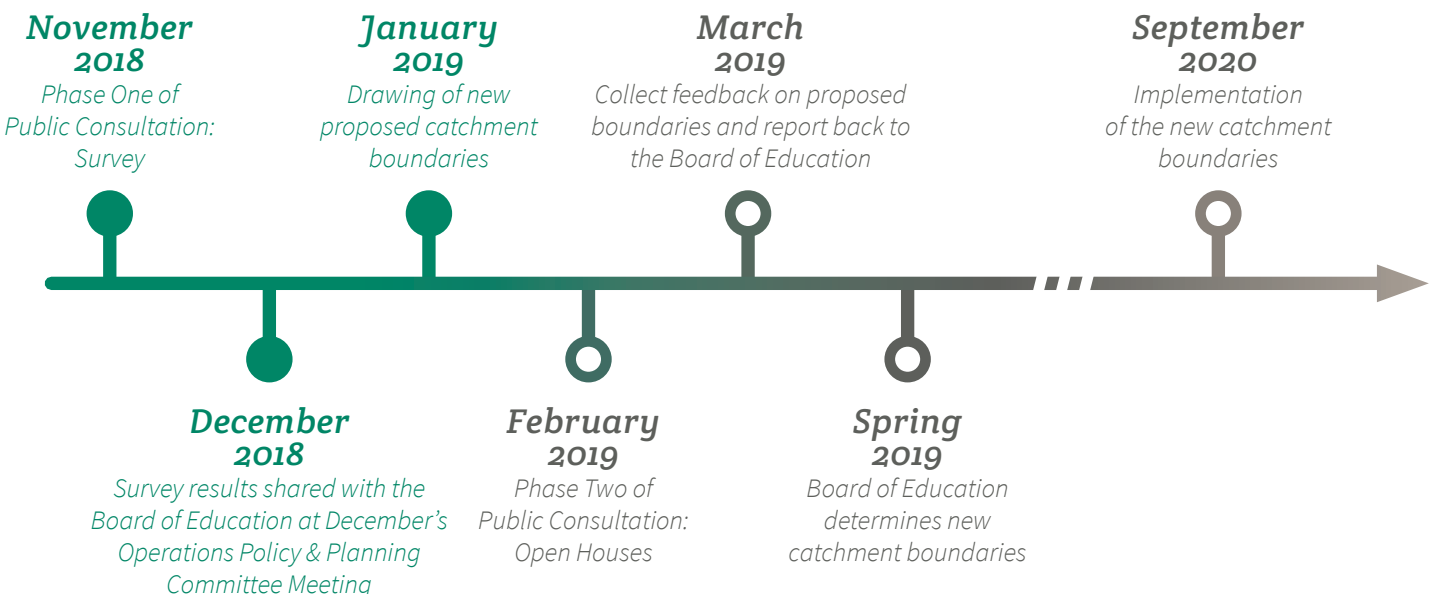 November
2018
Phase One of
Public Consultation:
Survey
January
2019
Drawing of new
proposed catchment
boundaries
March
2019
Collect feedback on proposed
boundaries and report back to
the Board of Education
September
2020
Implementation
of the new catchment
boundaries
December
2018
Survey results shared with the
Board of Education at December’s
Operations Policy & Planning
Committee Meeting
February
2019
Phase Two of
Public Consultation:
Open Houses
Spring
2019
Board of Education
determines new
catchment boundaries